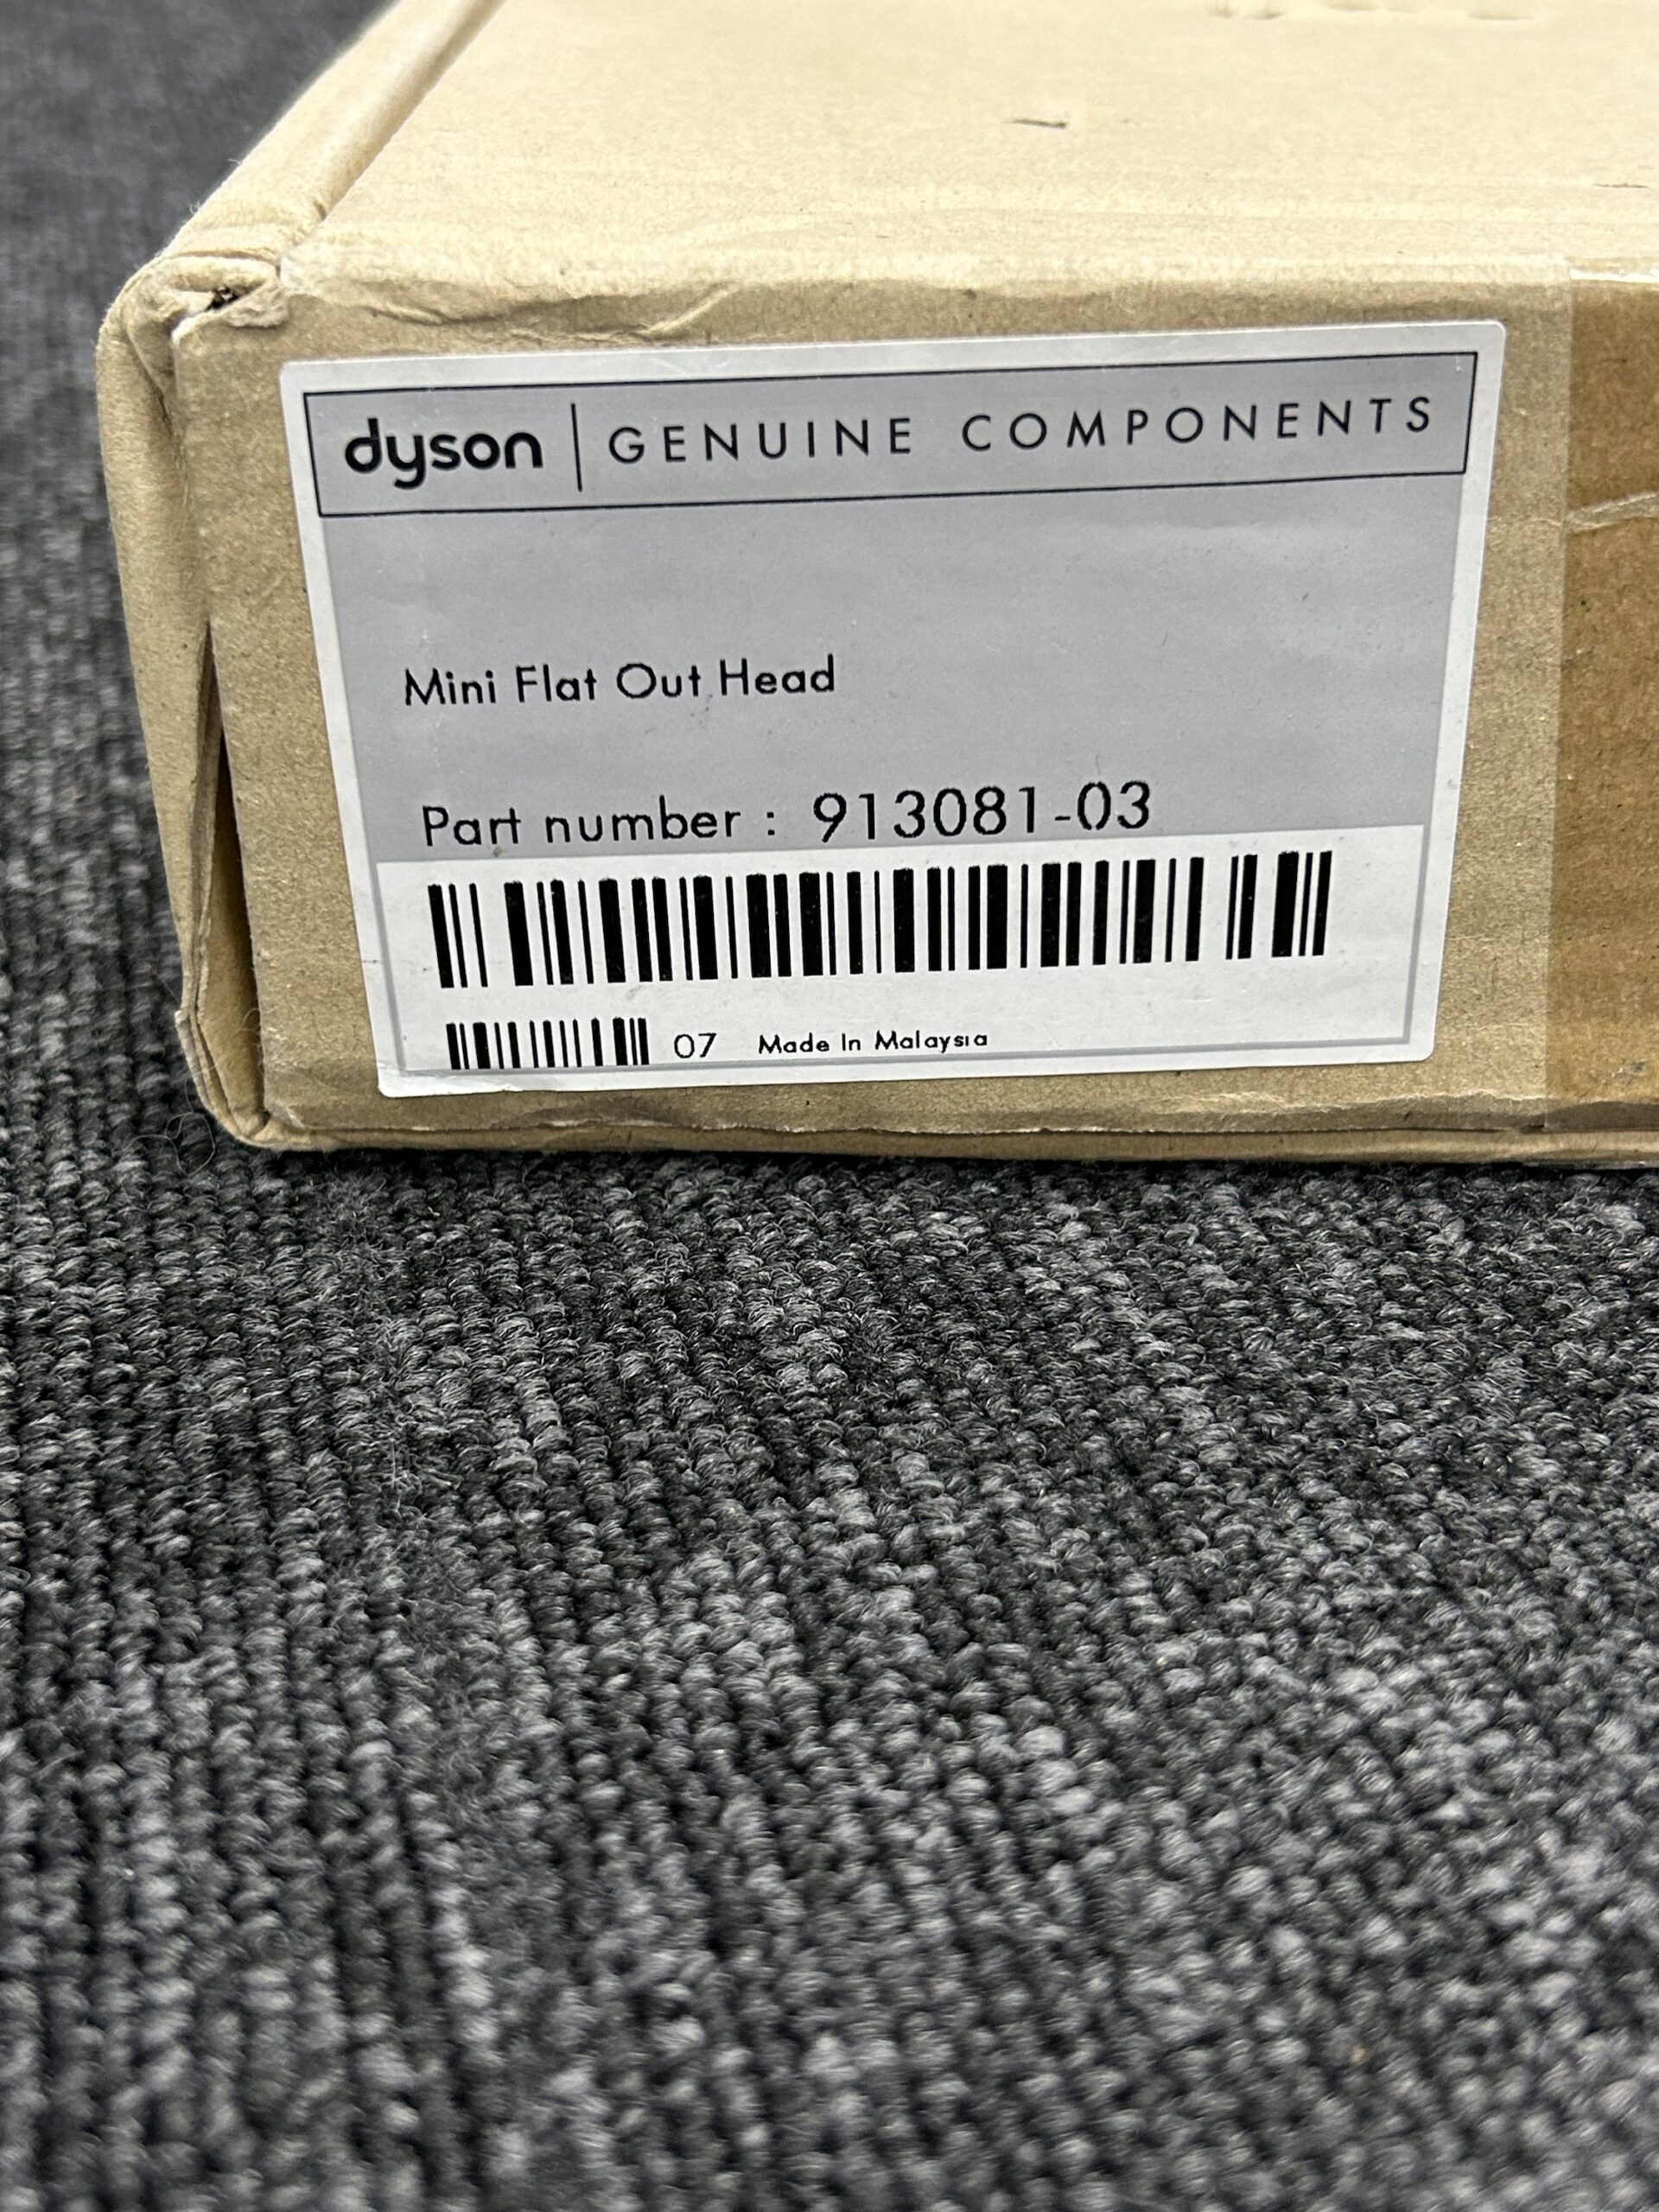 dyson | GENUINE COMPONENTS
Mini Flat Out Head
Part number : 913081-03
07 Made In Malaysia